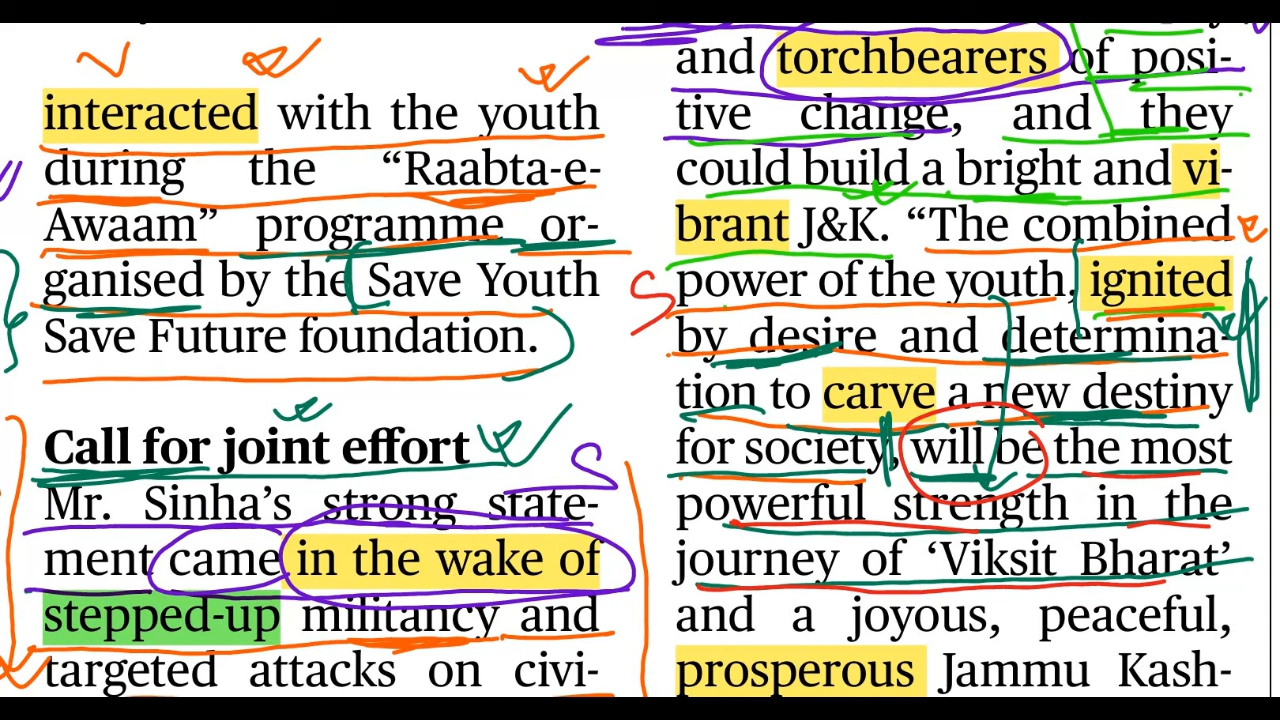 interacted with the youth
during the “Raabta-e-
Awaam” programme or-
ganised by the Save Youth
Save Future foundation.
Call for joint effort
Mr. Sinha’s strong state-
ment came in the wake of
stepped-up militancy and
targeted attacks on civi-
and torchbearers of posi-
tive change, and they
could build a bright and vi-
brant J&K. “The combined
power of the youth, ignited
by desire and determina-
tion to carve a new destiny
for society, will be the most
powerful strength in the
journey of ‘Viksit Bharat’
and a joyous, peaceful,
prosperous Jammu Kash-